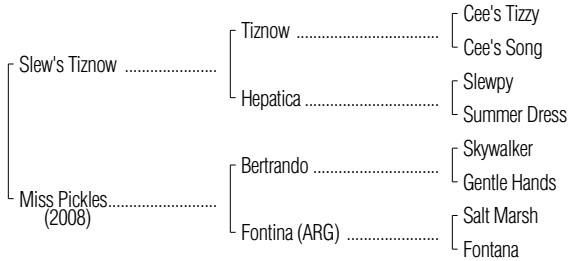 Cee's Tizzy
Tiznow
Cee's Song
Slew's Tiznow
Slewpy
Hepatica
Summer Dress
Skywalker
Bertrando
Gentle Hands
Miss Pickles
(2008)
Salt Marsh
Fontina (ARG)
Fontana